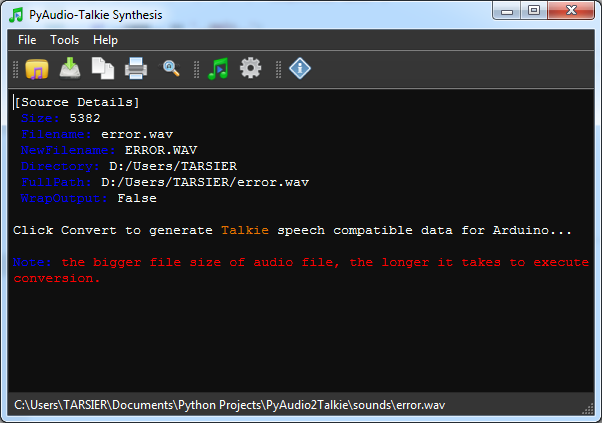 PyAudio-Talkie Synthesis
File Tools Help
[Source Details]
Size: 5382
Filename: error.wav
NewFilename: ERROR.WAV
Directory: D:/Users/TARSIER
FullPath: D:/Users/TARSIER/error.wav
WrapOutput: False
Click Convert to generate Talkie speech compatible data for Arduino...
Note: the bigger file size of audio file, the longer it takes to execute
conversion.
C:\Users\TARSIER\Documents\Python Projects\PyAudio2Talkie\sounds\error.wav